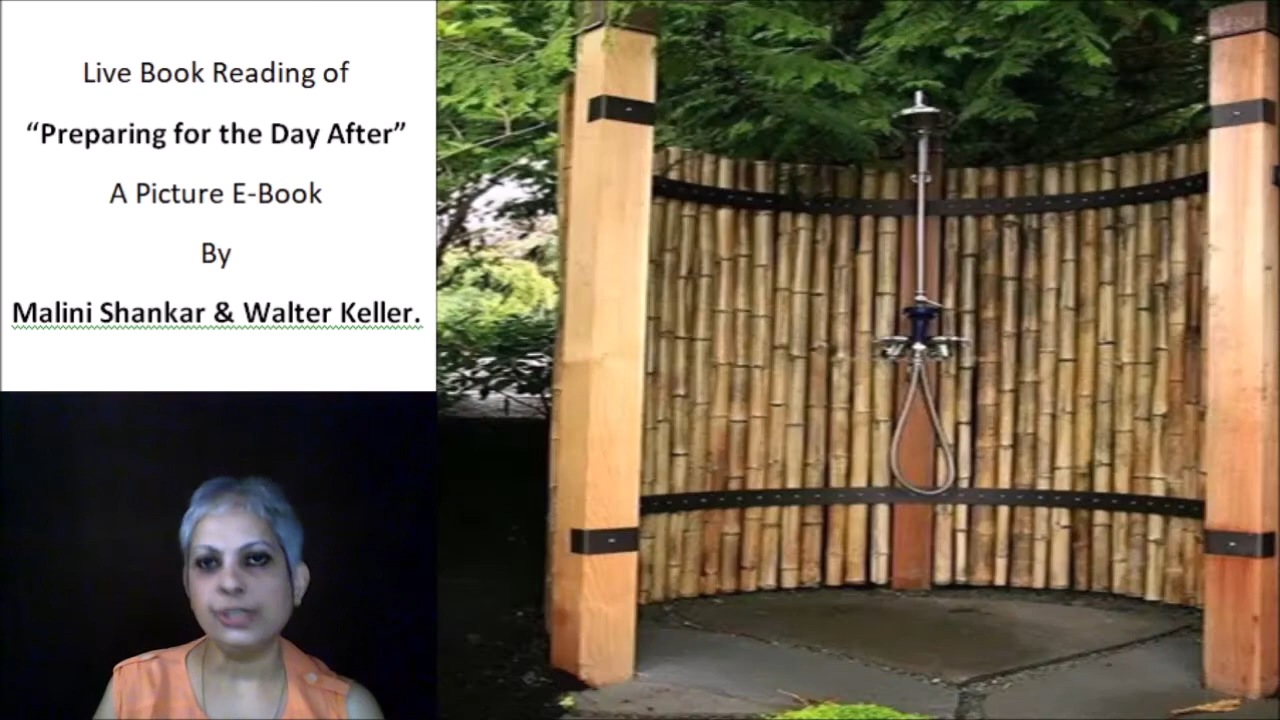 Live Book Reading of
“Preparing for the Day After”
A Picture E-Book
By
Malini Shankar & Walter Keller.